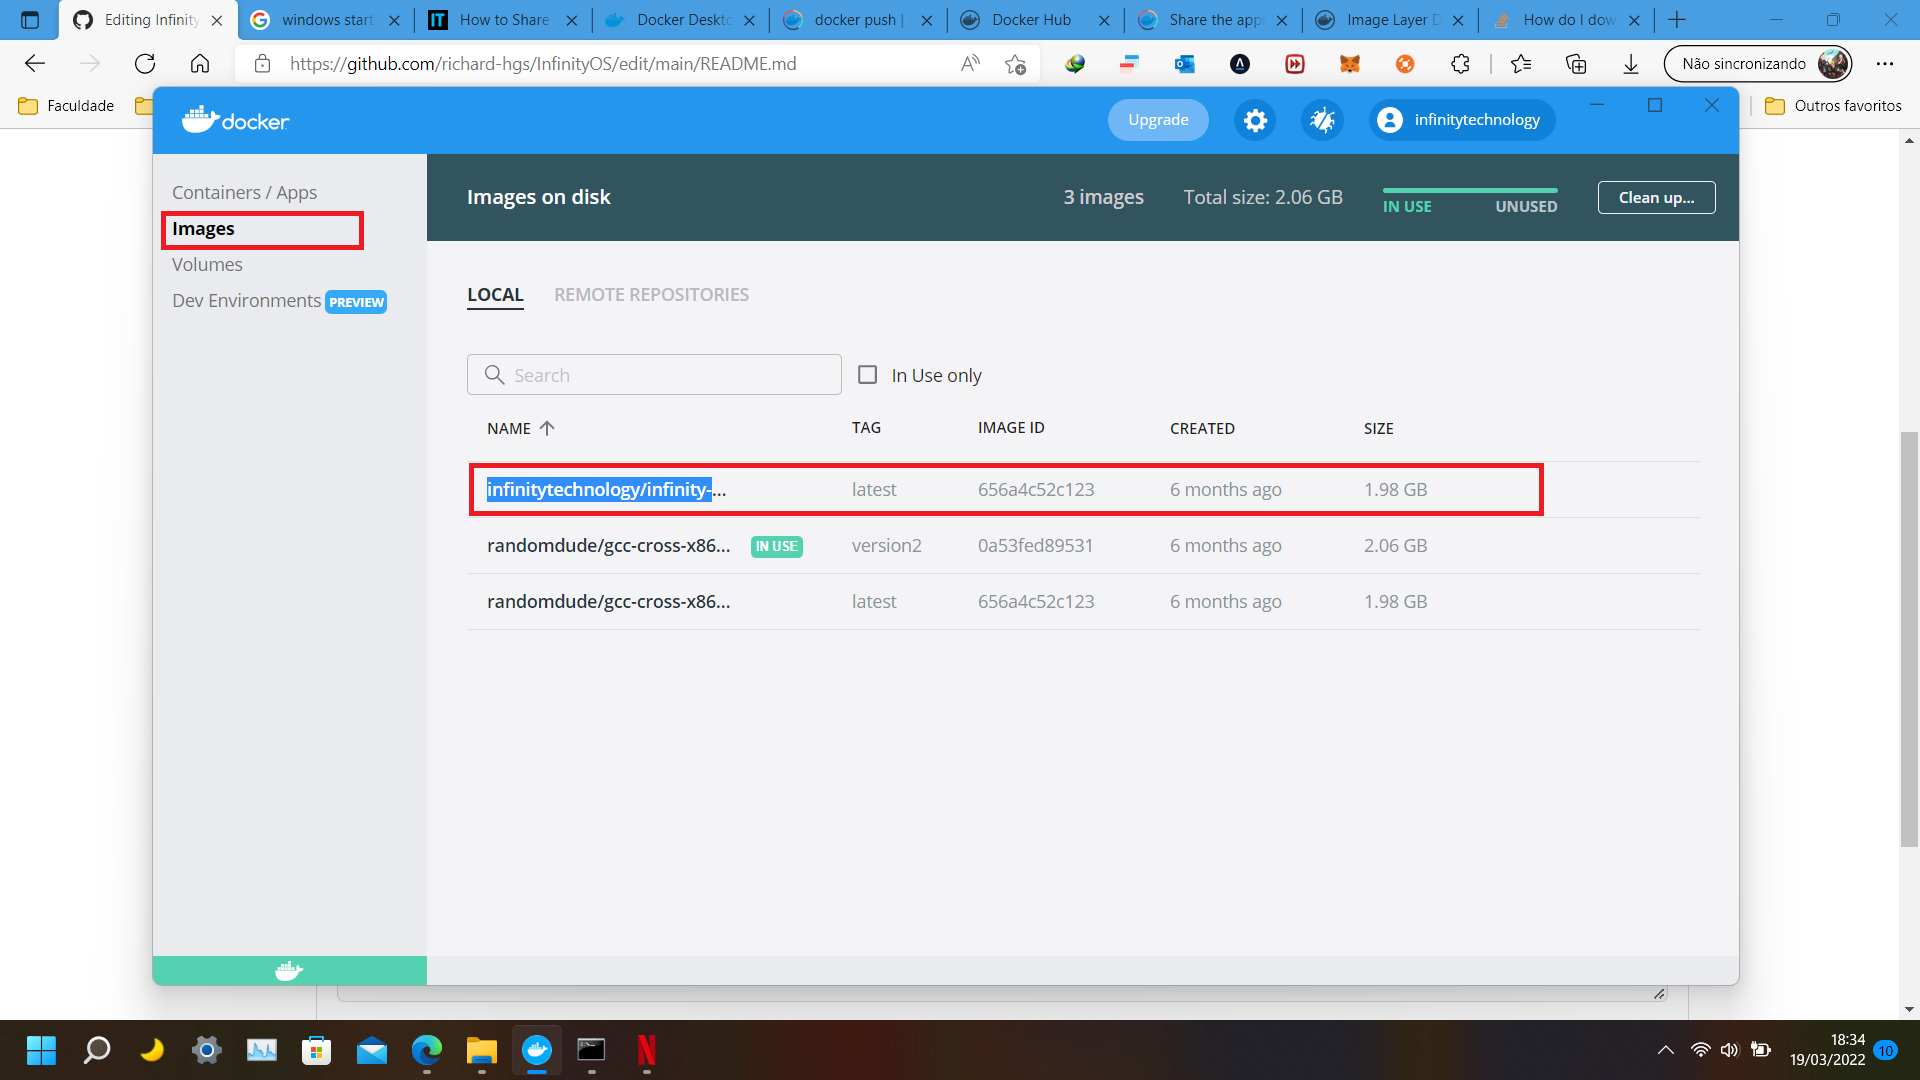 Editing Infinity
windows start
How to Share
Docker Deskto
docker push |
Docker Hub
Share the appl
Image Layer D
How do I dow
https://github.com/richard-hgs/InfinityOS/edit/main/README.md
Não sincronizando
Faculdade
Outros favoritos
docker
Upgrade
infinitytechnology
Containers / Apps
Images
Volumes
Dev Environments PREVIEW
Images on disk
3 images
Total size: 2.06 GB
IN USE
UNUSED
Clean up...
LOCAL
REMOTE REPOSITORIES
Search
In Use only
NAME TAG IMAGE ID CREATED SIZE
infinitytechnology/infinity-... latest 656a4c52c123 6 months ago 1.98 GB
randomdude/gcc-cross-x86... IN USE version2 0a53fed89531 6 months ago 2.06 GB
randomdude/gcc-cross-x86... latest 656a4c52c123 6 months ago 1.98 GB
18:34
19/03/2022
10